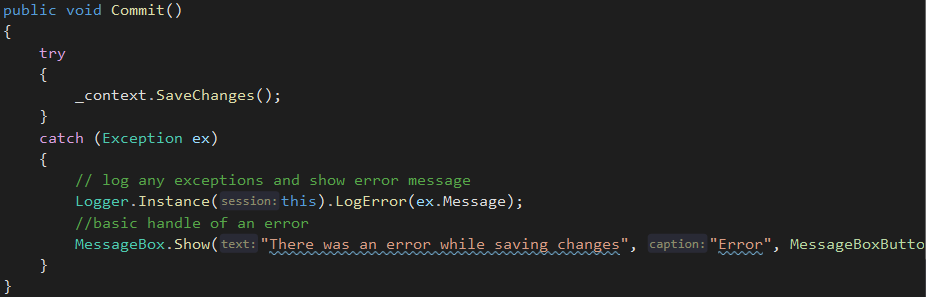 public void Commit()
{
try
{
_context.SaveChanges();
}
catch (Exception ex)
{
// log any exceptions and show error message
Logger.Instance(session:this).LogError(ex.Message);
//basic handle of an error
MessageBox.Show(text:"There was an error while saving changes", caption:"Error", MessageBoxButto
}
}